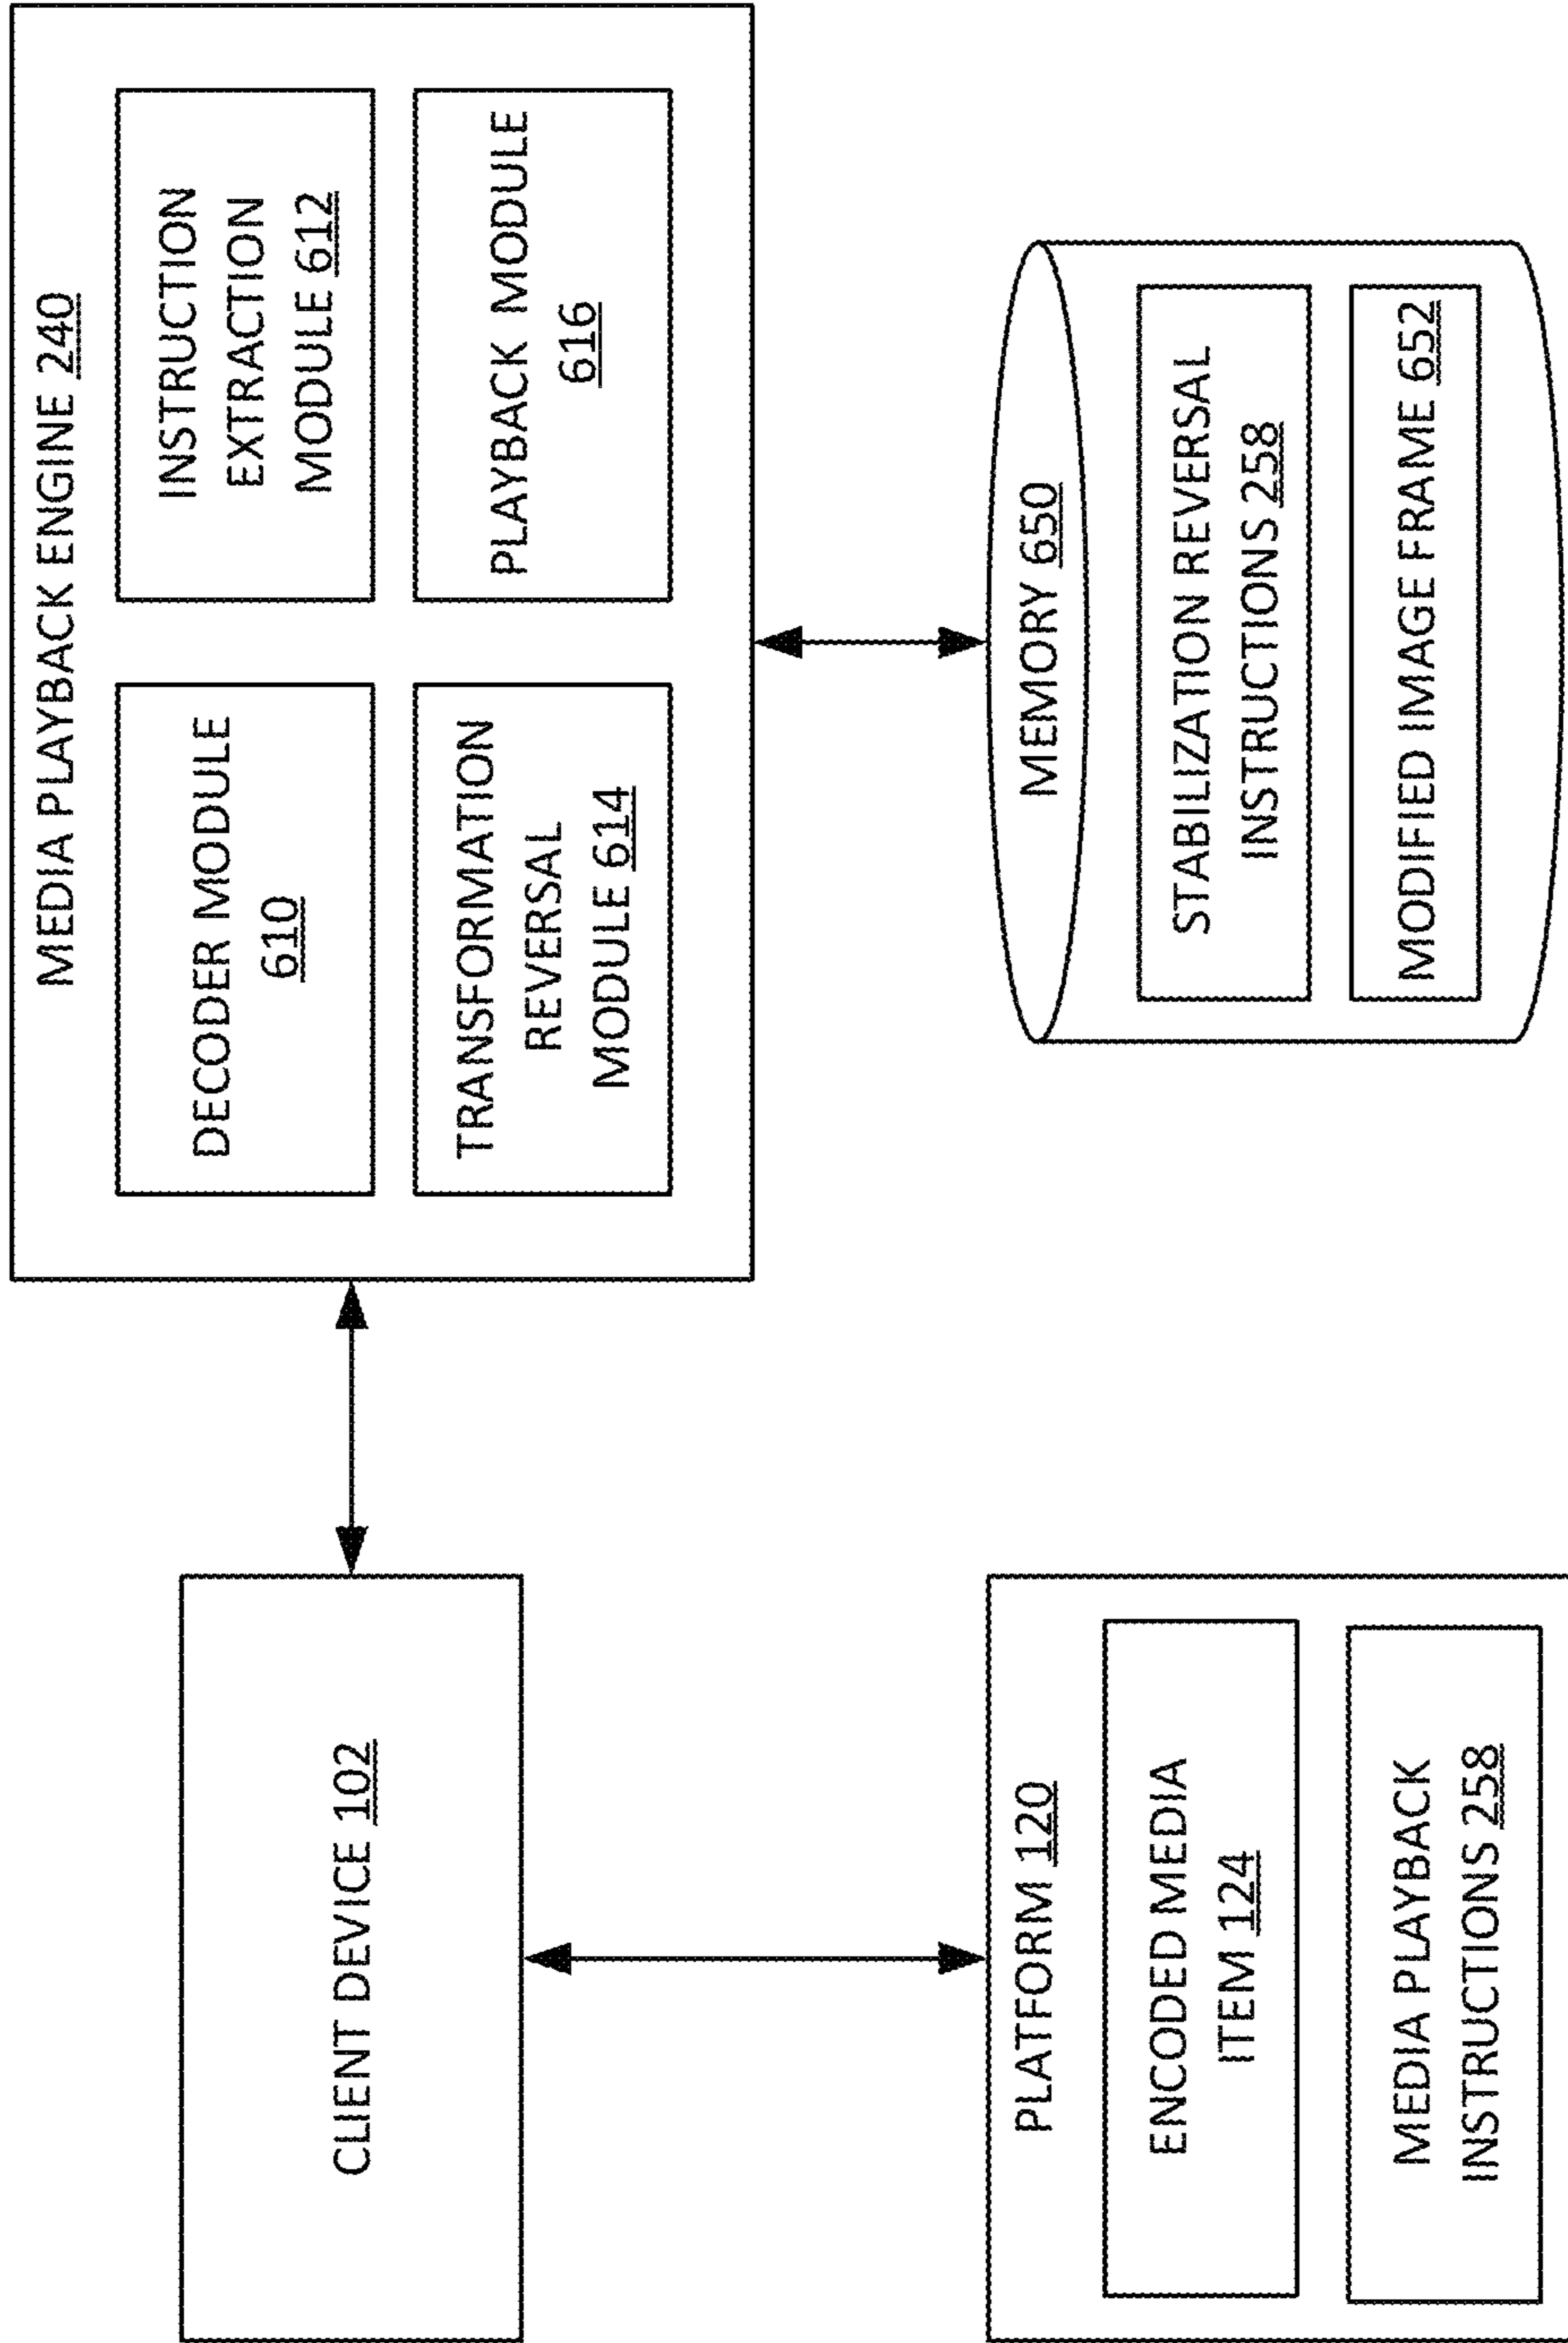 CLIENT DEVICE 102
PLATFORM 120
ENCODED MEDIA
ITEM 124
MEDIA PLAYBACK
INSTRUCTIONS 258
MEDIA PLAYBACK ENGINE 240
DECODER MODULE
610
INSTRUCTION
EXTRACTION
MODULE 612
TRANSFORMATION
REVERSAL
MODULE 614
PLAYBACK MODULE
616
MEMORY 650
STABILIZATION REVERSAL
INSTRUCTIONS 258
MODIFIED IMAGE FRAME 652